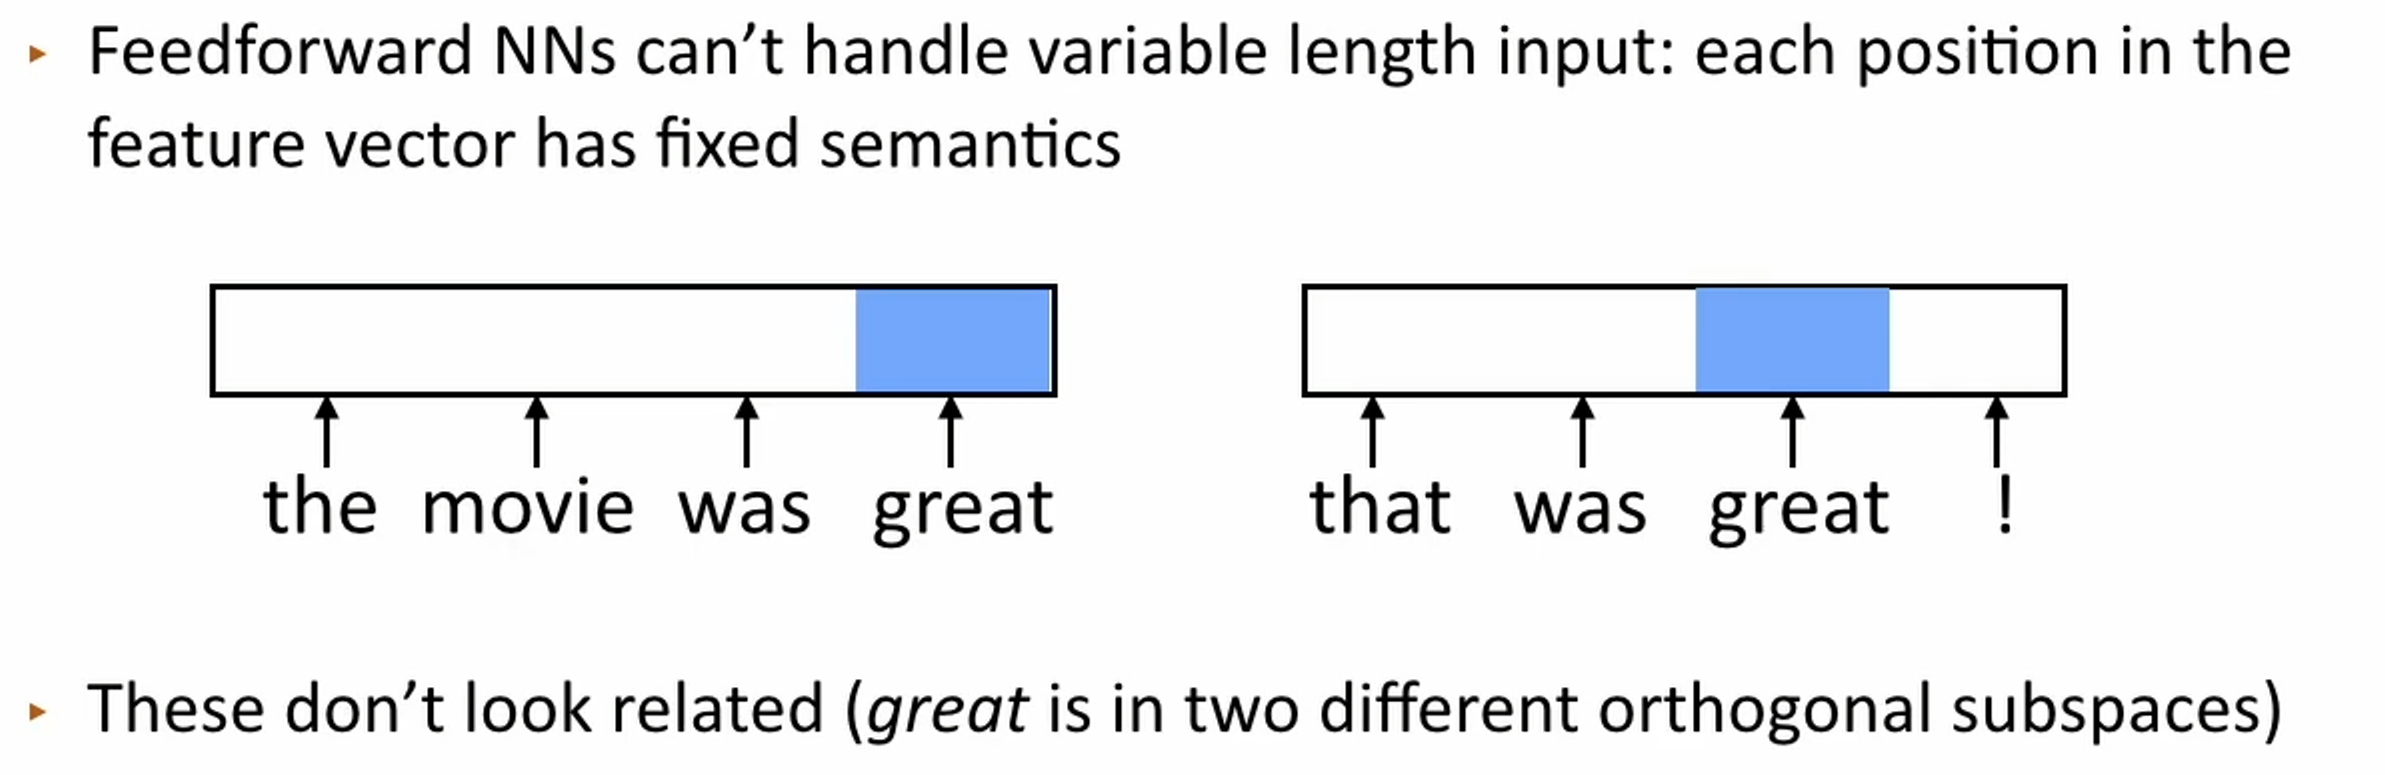 ▸ Feedforward NNs can’t handle variable length input: each position in the
feature vector has fixed semantics
the movie was great
that was great !
▸ These don’t look related (great is in two different orthogonal subspaces)